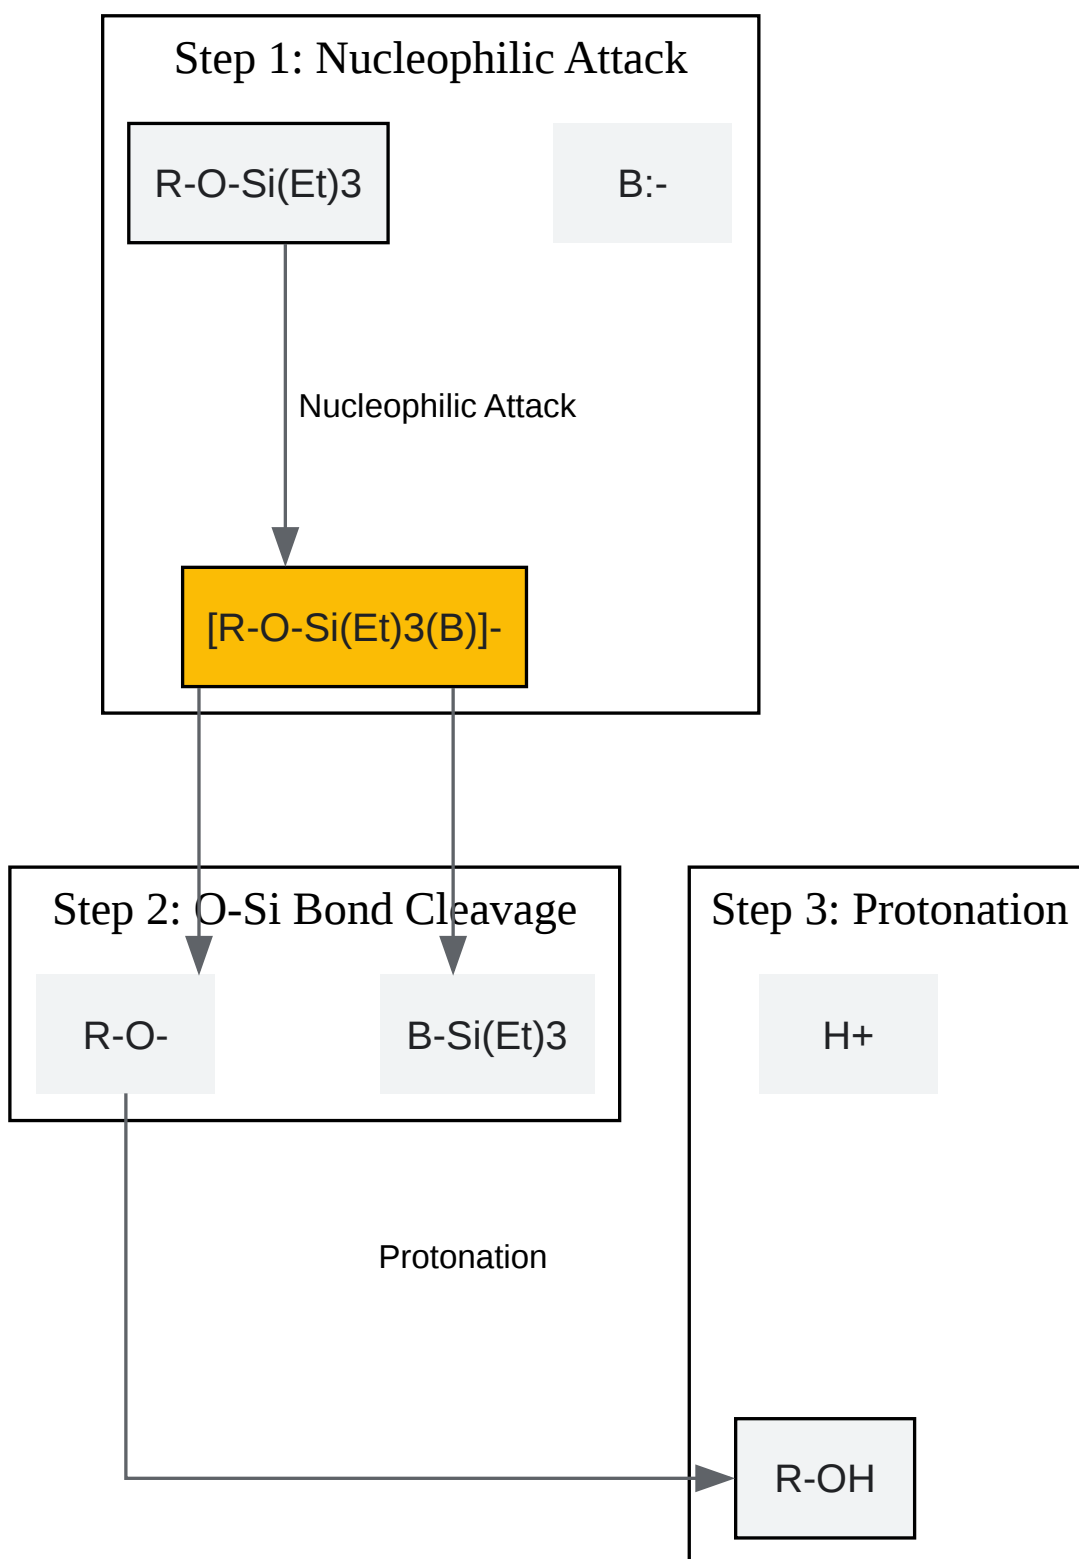 Step 1: Nucleophilic Attack
R-O-Si(Et)3
B:-
Nucleophilic Attack
[R-O-Si(Et)3(B)]-
Step 2: O-Si Bond Cleavage
R-O-
B-Si(Et)3
Step 3: Protonation
H+
Protonation
R-OH